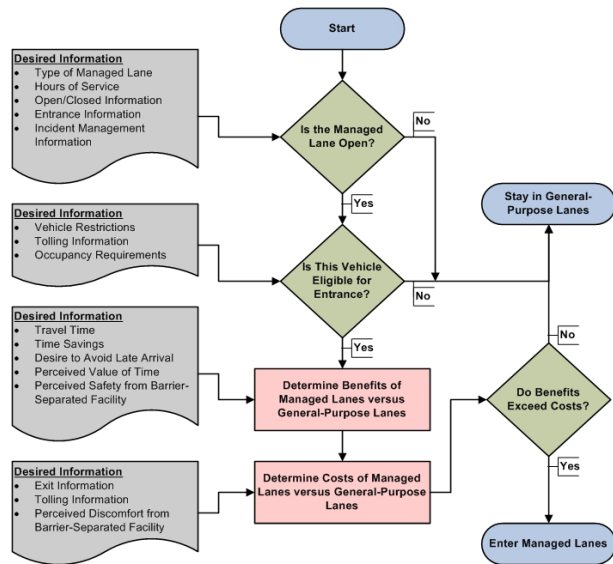 Start
Desired Information
• Type of Managed Lane
• Hours of Service
• Open/Closed Information
• Entrance Information
• Incident Management
Information
Is the Managed
Lane Open?
No
Yes
Stay in General-
Purpose Lanes
Desired Information
• Vehicle Restrictions
• Tolling Information
• Occupancy Requirements
Is This Vehicle
Eligible for
Entrance?
No
Yes
Desired Information
• Travel Time
• Time Savings
• Desire to Avoid Late Arrival
• Perceived Value of Time
• Perceived Safety from Barrier-
Separated Facility
Determine Benefits of
Managed Lanes versus
General-Purpose Lanes
No
Do Benefits
Exceed Costs?
Yes
Desired Information
• Exit Information
• Tolling Information
• Perceived Discomfort from
Barrier-Separated Facility
Determine Costs of Managed
Lanes versus General-Purpose
Lanes
Enter Managed Lanes